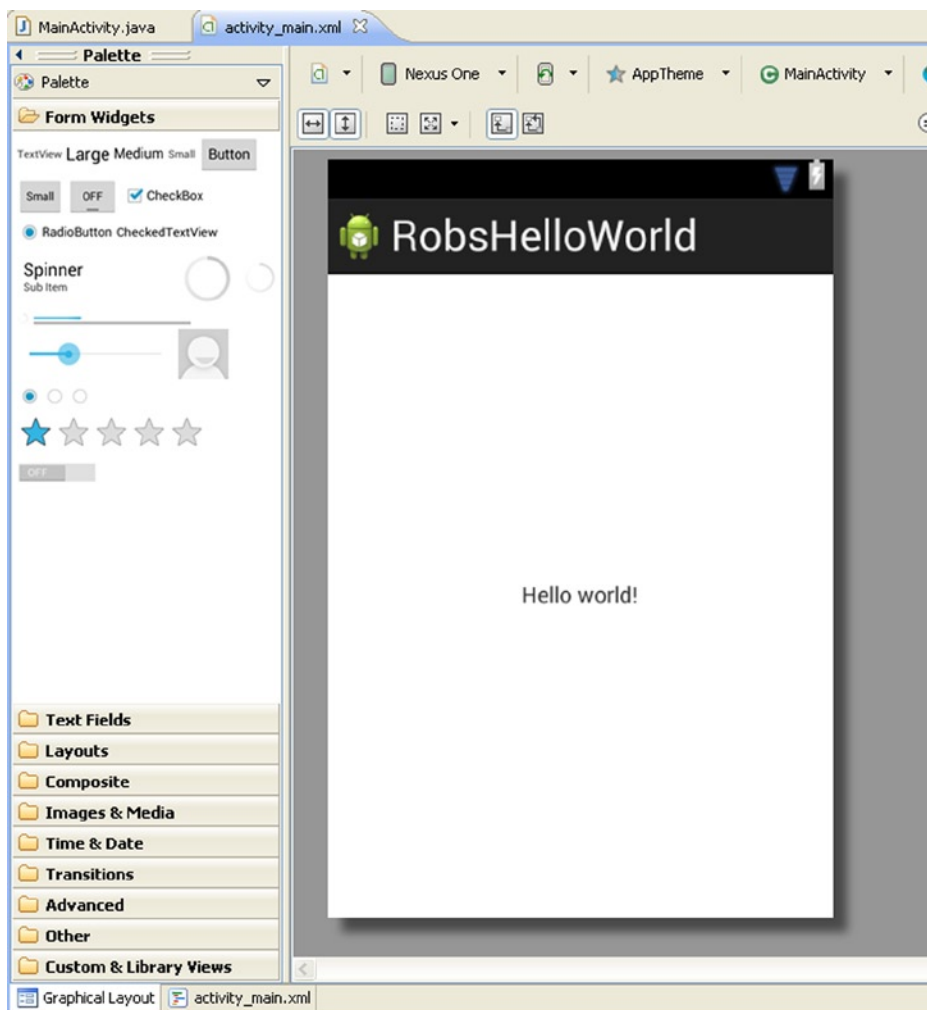 MainActivity.java
activity_main.xml
Palette
Palette
Nexus One
AppTheme
MainActivity
Form Widgets
TextView Large Medium Small Button
Small OFF CheckBox
RadioButton CheckedTextView
Spinner
Sub Item
OFF
RobsHelloWorld
Hello world!
Text Fields
Layouts
Composite
Images & Media
Time & Date
Transitions
Advanced
Other
Custom & Library Views
Graphical Layout
activity_main.xml